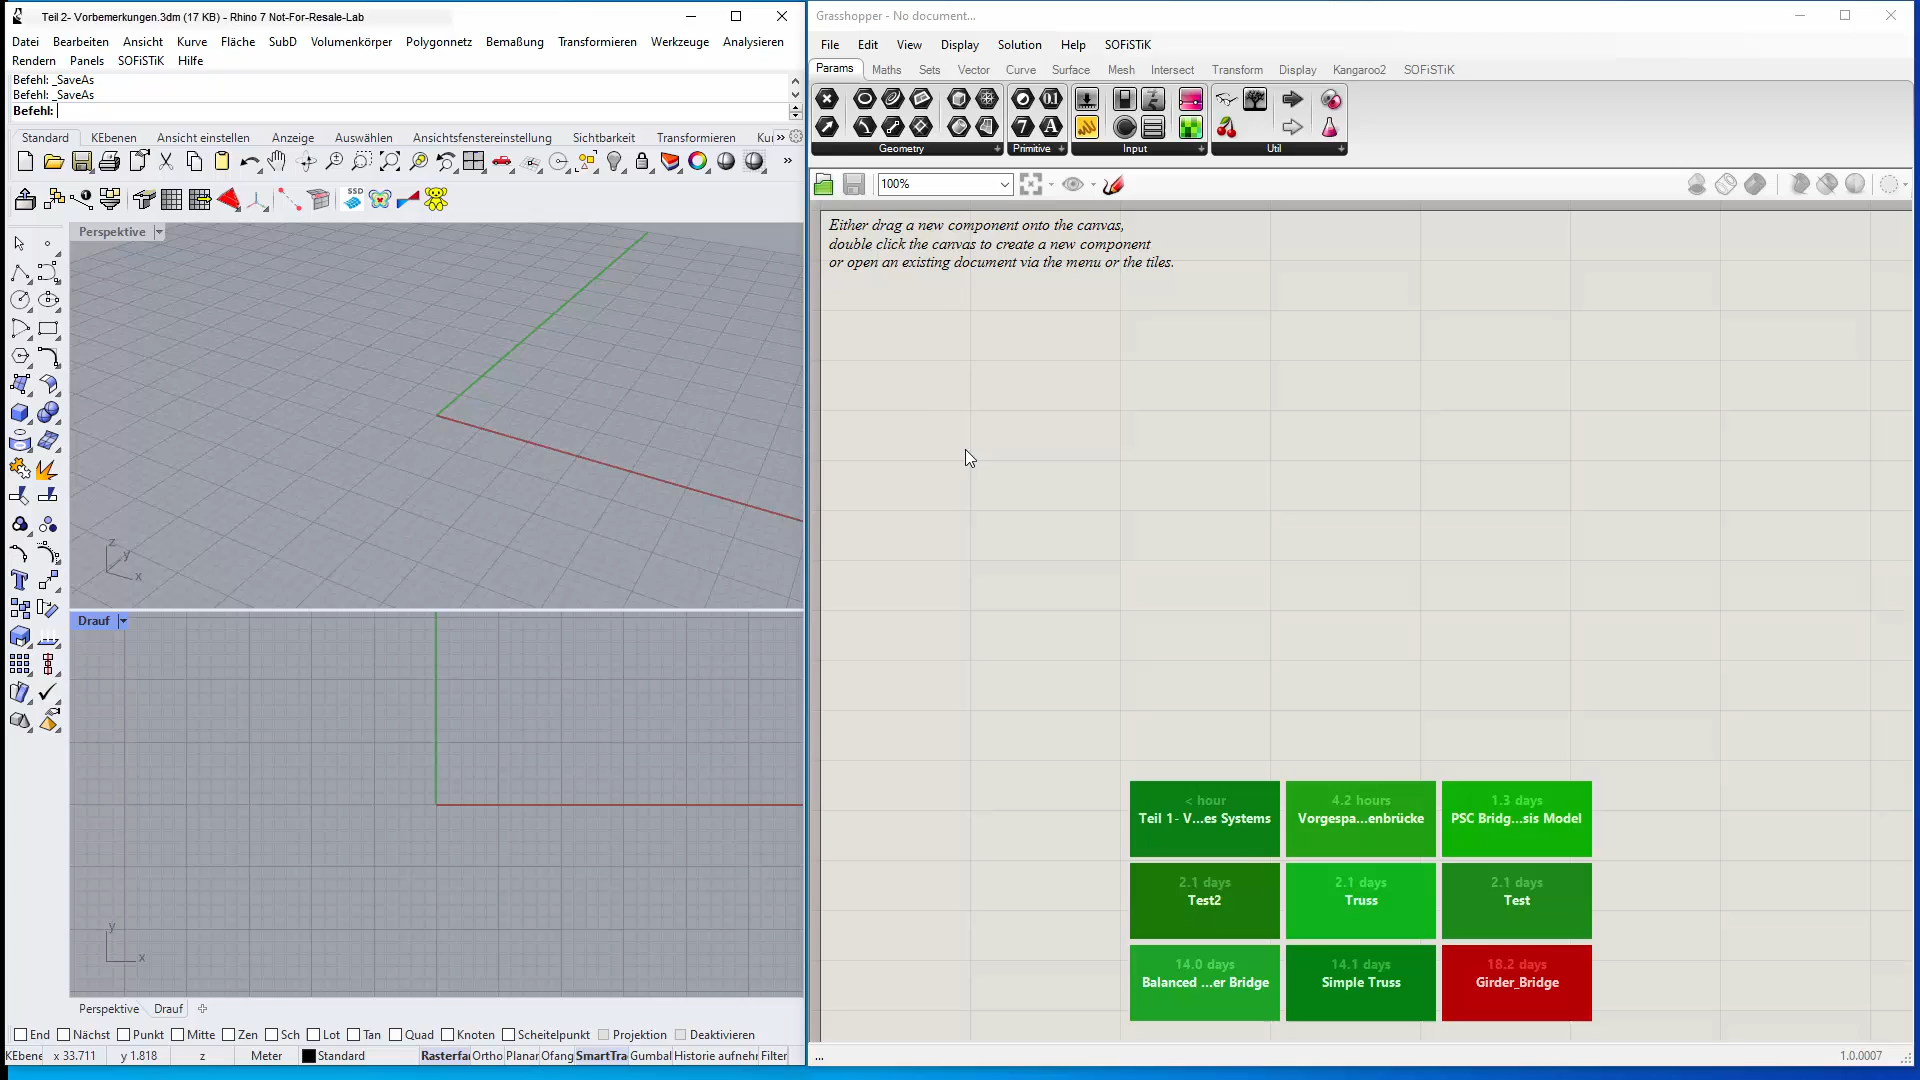 Teil 2- Vorbemerkungen.3dm (17 KB) - Rhino 7 Not-For-Resale-Lab
Datei Bearbeiten Ansicht Kurve Fläche SubD Volumenkörper Polygonnetz Bemaßung Transformieren Werkzeuge Analysieren
Rendern Panels SOFiSTiK Hilfe
Befehl: _SaveAs
Befehl: _SaveAs
Befehl:
Standard KEbenen Ansicht einstellen Anzeige Auswählen Ansichtsfenstereinstellung Sichtbarkeit Transformieren Ku
SSD
Perspektive
z
y
x
Drauf
y
x
Perspektive Drauf
End Nächst Punkt Mitte Zen Sch Lot Tan Quad Knoten Scheitelpunkt Projektion Deaktivieren
KEbene x 33.711 y 1.818 z Meter Standard Rasterfa Ortho Planar Ofang SmartTra Gumbal Historie aufnehr Filter
Grasshopper - No document...
File Edit View Display Solution Help SOFiSTiK
Params Maths Sets Vector Curve Surface Mesh Intersect Transform Display Kangaroo2 SOFiSTiK
Geometry Primitive Input Util
100%
Either drag a new component onto the canvas,
double click the canvas to create a new component
or open an existing document via the menu or the tiles.
< hour
Teil 1- V...es Systems
4.2 hours
Vorgespa...enbrücke
1.3 days
PSC Bridg...sis Model
2.1 days
Test2
2.1 days
Truss
2.1 days
Test
14.0 days
Balanced ...er Bridge
14.1 days
Simple Truss
18.2 days
Girder_Bridge
...
1.0.0007